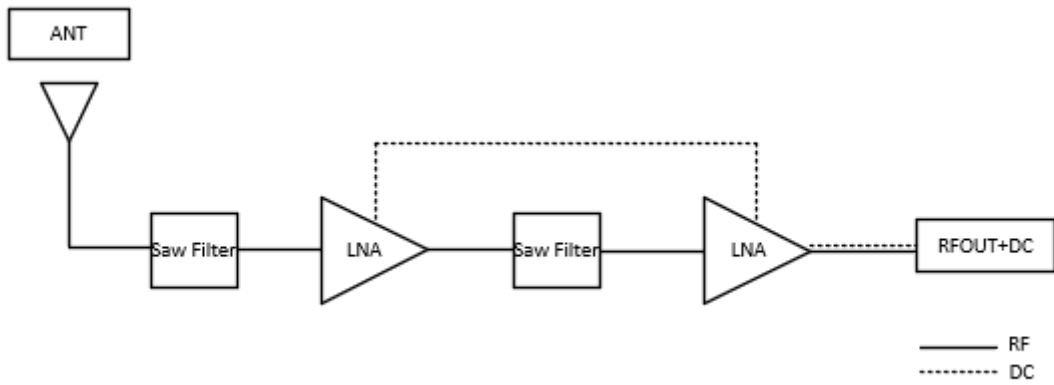 ANT
Saw Filter
LNA
Saw Filter
LNA
RFOUT+DC
RF
DC